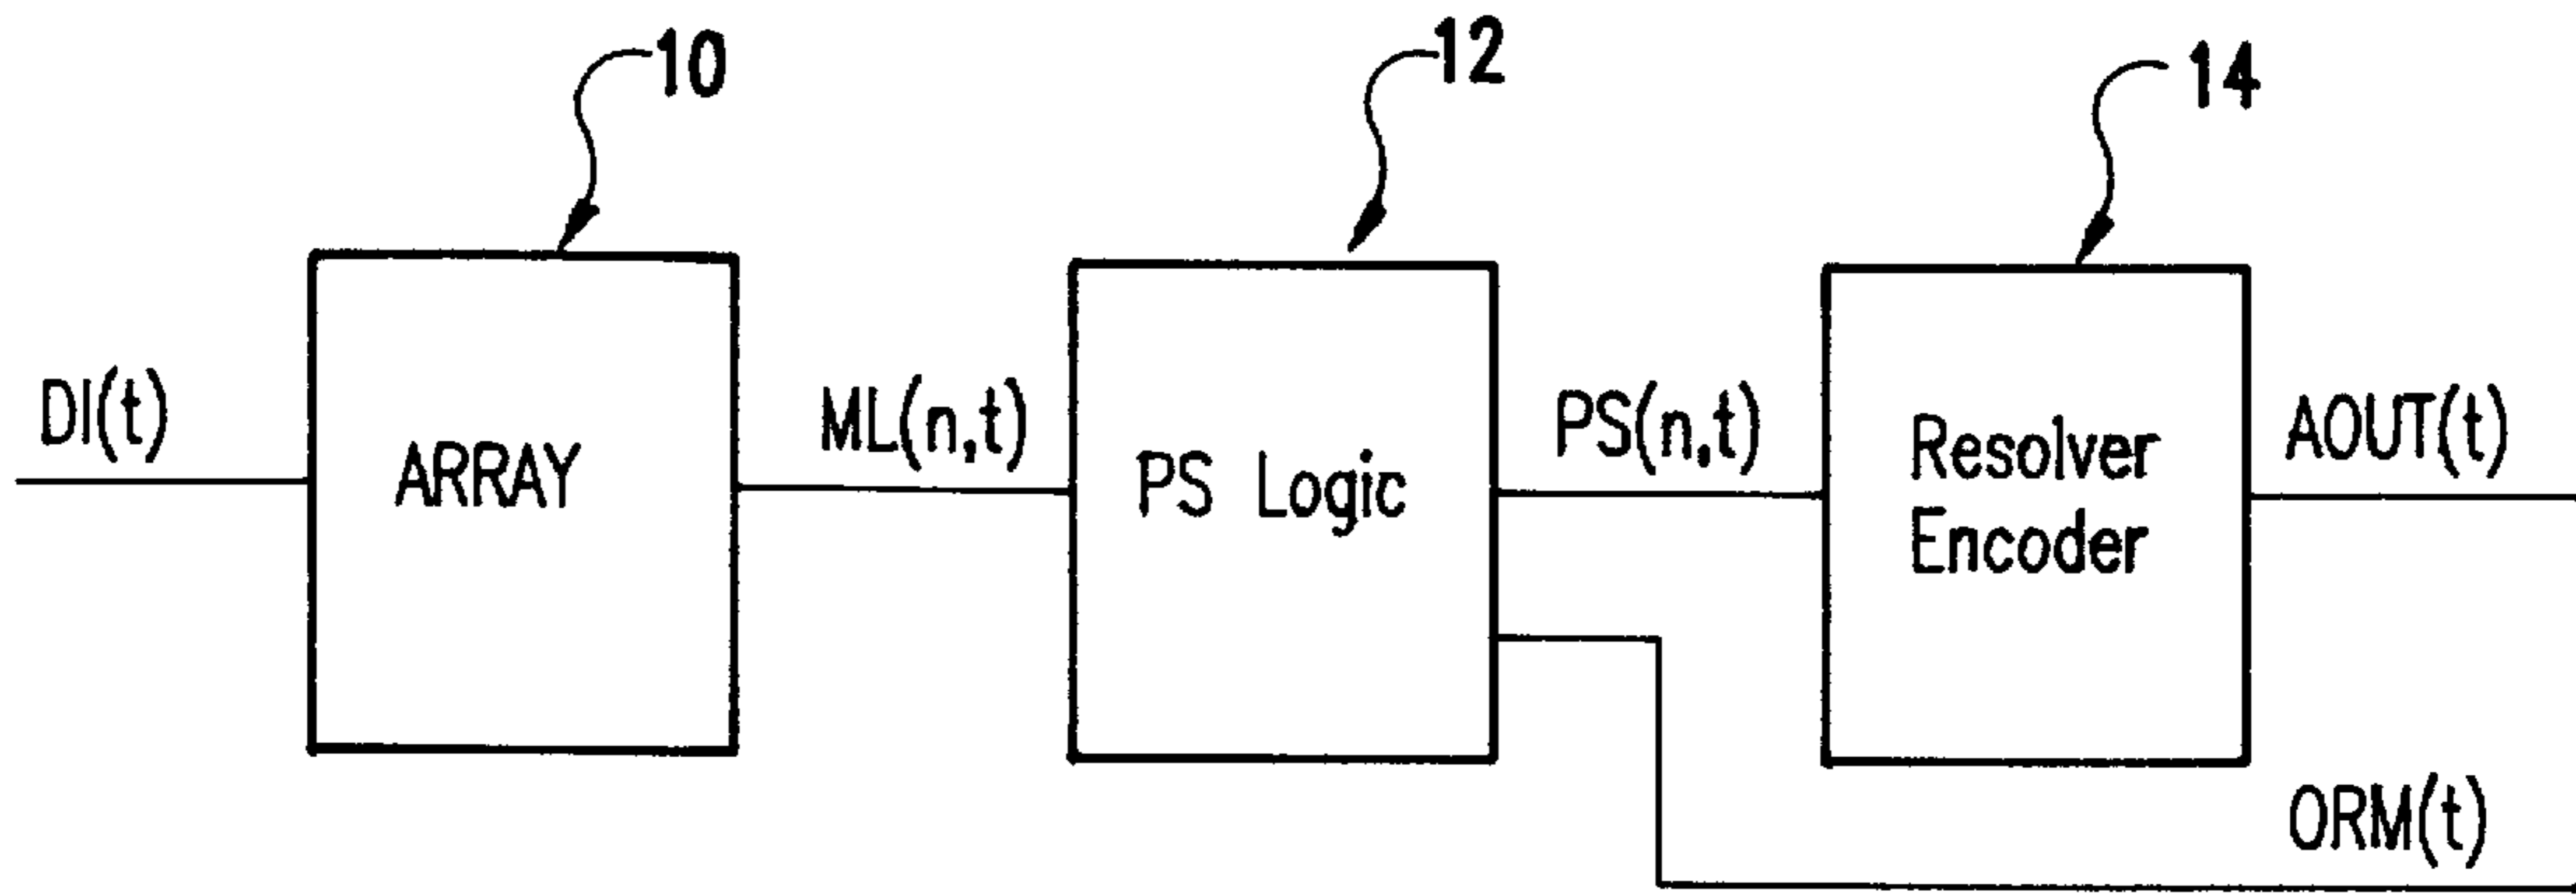 10
12
14
DI(t)
ARRAY
ML(n,t)
PS Logic
PS(n,t)
Resolver
Encoder
AOUT(t)
ORM(t)